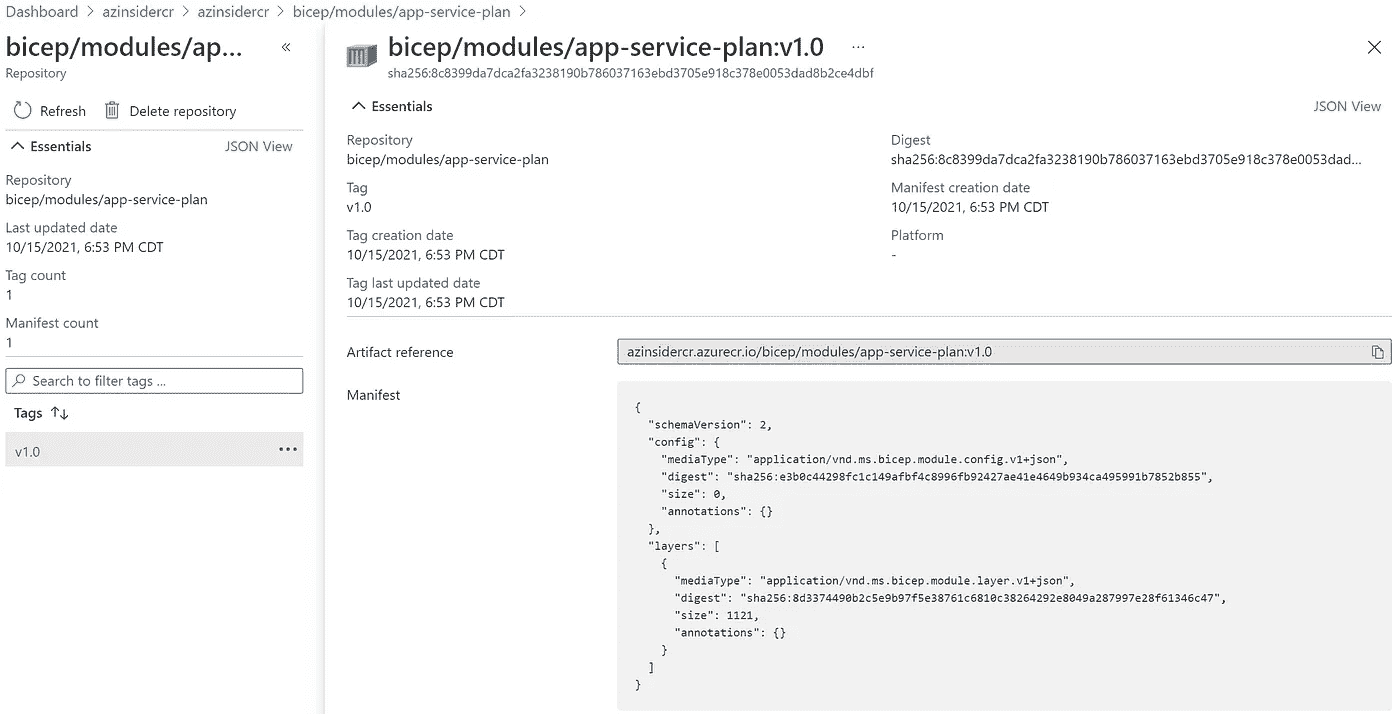 Dashboard > azinsidercr > azinsidercr > bicep/modules/app-service-plan >
bicep/modules/ap...
«
Repository
Refresh
Delete repository
Essentials
JSON View
Repository
bicep/modules/app-service-plan
Last updated date
10/15/2021, 6:53 PM CDT
Tag count
1
Manifest count
1
Search to filter tags ...
Tags ↑↓
v1.0
...
bicep/modules/app-service-plan:v1.0
...
sha256:8c8399da7dca2fa3238190b786037163ebd3705e918c378e0053dad8b2ce4dbf
Essentials
JSON View
Repository
bicep/modules/app-service-plan
Tag
v1.0
Tag creation date
10/15/2021, 6:53 PM CDT
Tag last updated date
10/15/2021, 6:53 PM CDT
Digest
sha256:8c8399da7dca2fa3238190b786037163ebd3705e918c378e0053dad...
Manifest creation date
10/15/2021, 6:53 PM CDT
Platform
-
Artifact reference
azinsidercr.azurecr.io/bicep/modules/app-service-plan:v1.0
Manifest
{
"schemaVersion": 2,
"config": {
"mediaType": "application/vnd.ms.bicep.module.config.v1+json",
"digest": "sha256:e3b0c44298fc1c149afbf4c8996fb92427ae41e4649b934ca495991b7852b855",
"size": 0,
"annotations": {}
},
"layers": [
{
"mediaType": "application/vnd.ms.bicep.module.layer.v1+json",
"digest": "sha256:8d3374490b2c5e9b97f5e38761c6810c38264292e8049a287997e28f61346c47",
"size": 1121,
"annotations": {}
}
]
}